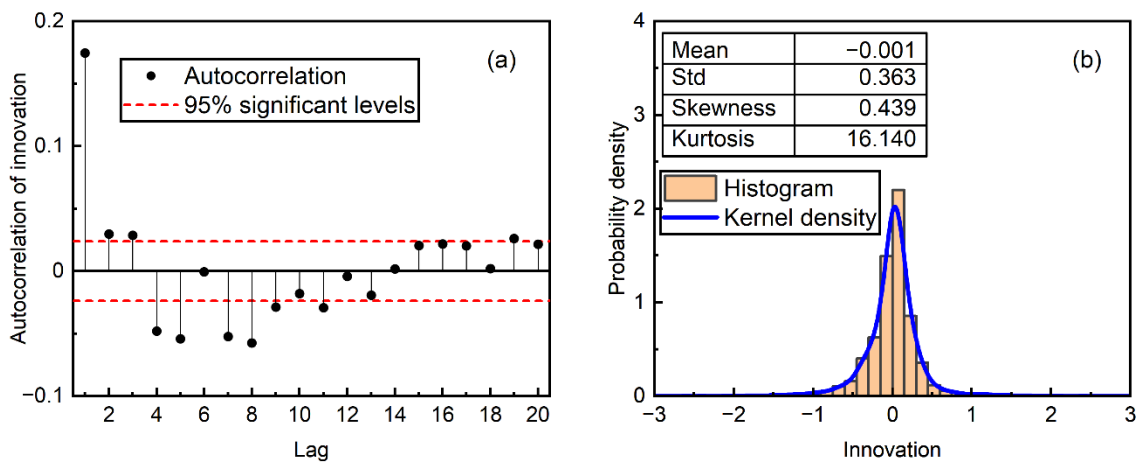 (a)
Autocorrelation
95% significant levels
0.2
0.1
0
−0.1
Autocorrelation of innovation
2 4 6 8 10 12 14 16 18 20
Lag
(b)
Mean −0.001
Std 0.363
Skewness 0.439
Kurtosis 16.140
Histogram
Kernel density
4
3
2
1
0
Probability density
−3 −2 −1 0 1 2 3
Innovation